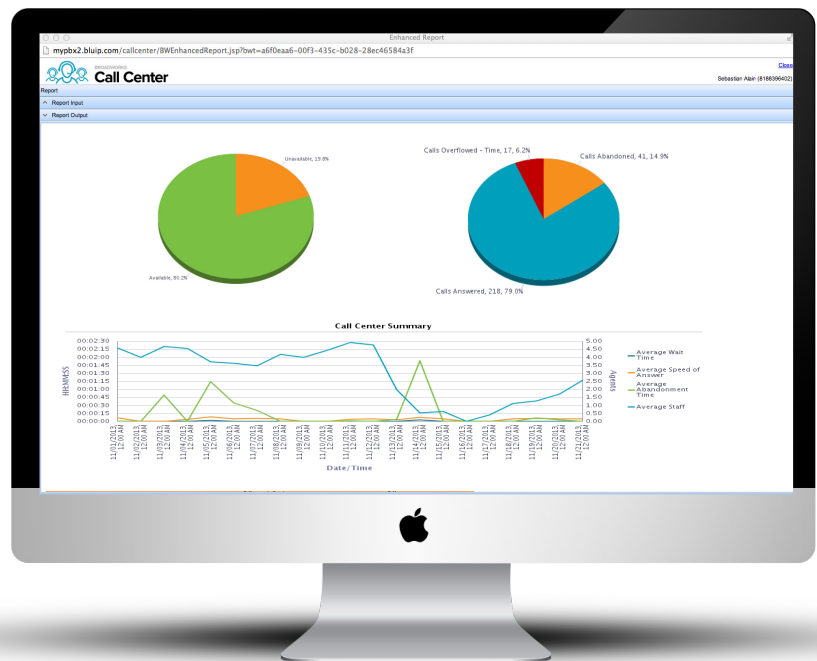 Enhanced Report
mypbx2.bluip.com/callcenter/BWEnhancedReport.jsp?bwt=a6f0eaa6-00f3-435c-b028-28ec46584a3f
Close
BROADWORKS
Call Center
Sebastian Alain (8188396402)
Report
Report Input
Report Output
Unavailable, 19.8%
Available, 80.2%
Calls Overflowed - Time, 17, 6.2%
Calls Abandoned, 41, 14.9%
Calls Answered, 218, 79.0%
Call Center Summary
HH:MM:SS
00:02:30
00:02:15
00:02:00
00:01:45
00:01:30
00:01:15
00:01:00
00:00:45
00:00:30
00:00:15
00:00:00
5.00
4.50
4.00
3.50
3.00
2.50
2.00
1.50
1.00
0.50
0.00
Agents
Average Wait
Time
Average Speed of
Answer
Average
Abandonment
Time
Average Staff
11/01/2013,
12:00 AM
11/02/2013,
12:00 AM
11/03/2013,
12:00 AM
11/04/2013,
12:00 AM
11/05/2013,
12:00 AM
11/06/2013,
12:00 AM
11/07/2013,
12:00 AM
11/08/2013,
12:00 AM
11/09/2013,
12:00 AM
11/10/2013,
12:00 AM
11/11/2013,
12:00 AM
11/12/2013,
12:00 AM
11/13/2013,
12:00 AM
11/14/2013,
12:00 AM
11/15/2013,
12:00 AM
11/16/2013,
12:00 AM
11/17/2013,
12:00 AM
11/18/2013,
12:00 AM
11/19/2013,
12:00 AM
11/20/2013,
12:00 AM
11/21/2013,
12:00 AM
Date/Time